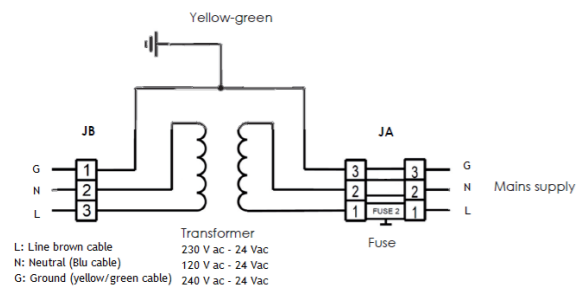 Yellow-green
JB
JA
G
1
3
3
G
N
2
2
2
N
Mains supply
L
3
1
FUSE 2
1
L
Transformer
Fuse
230 V ac - 24 Vac
120 V ac - 24 Vac
240 V ac - 24 Vac
L: Line brown cable
N: Neutral (Blu cable)
G: Ground (yellow/green cable)